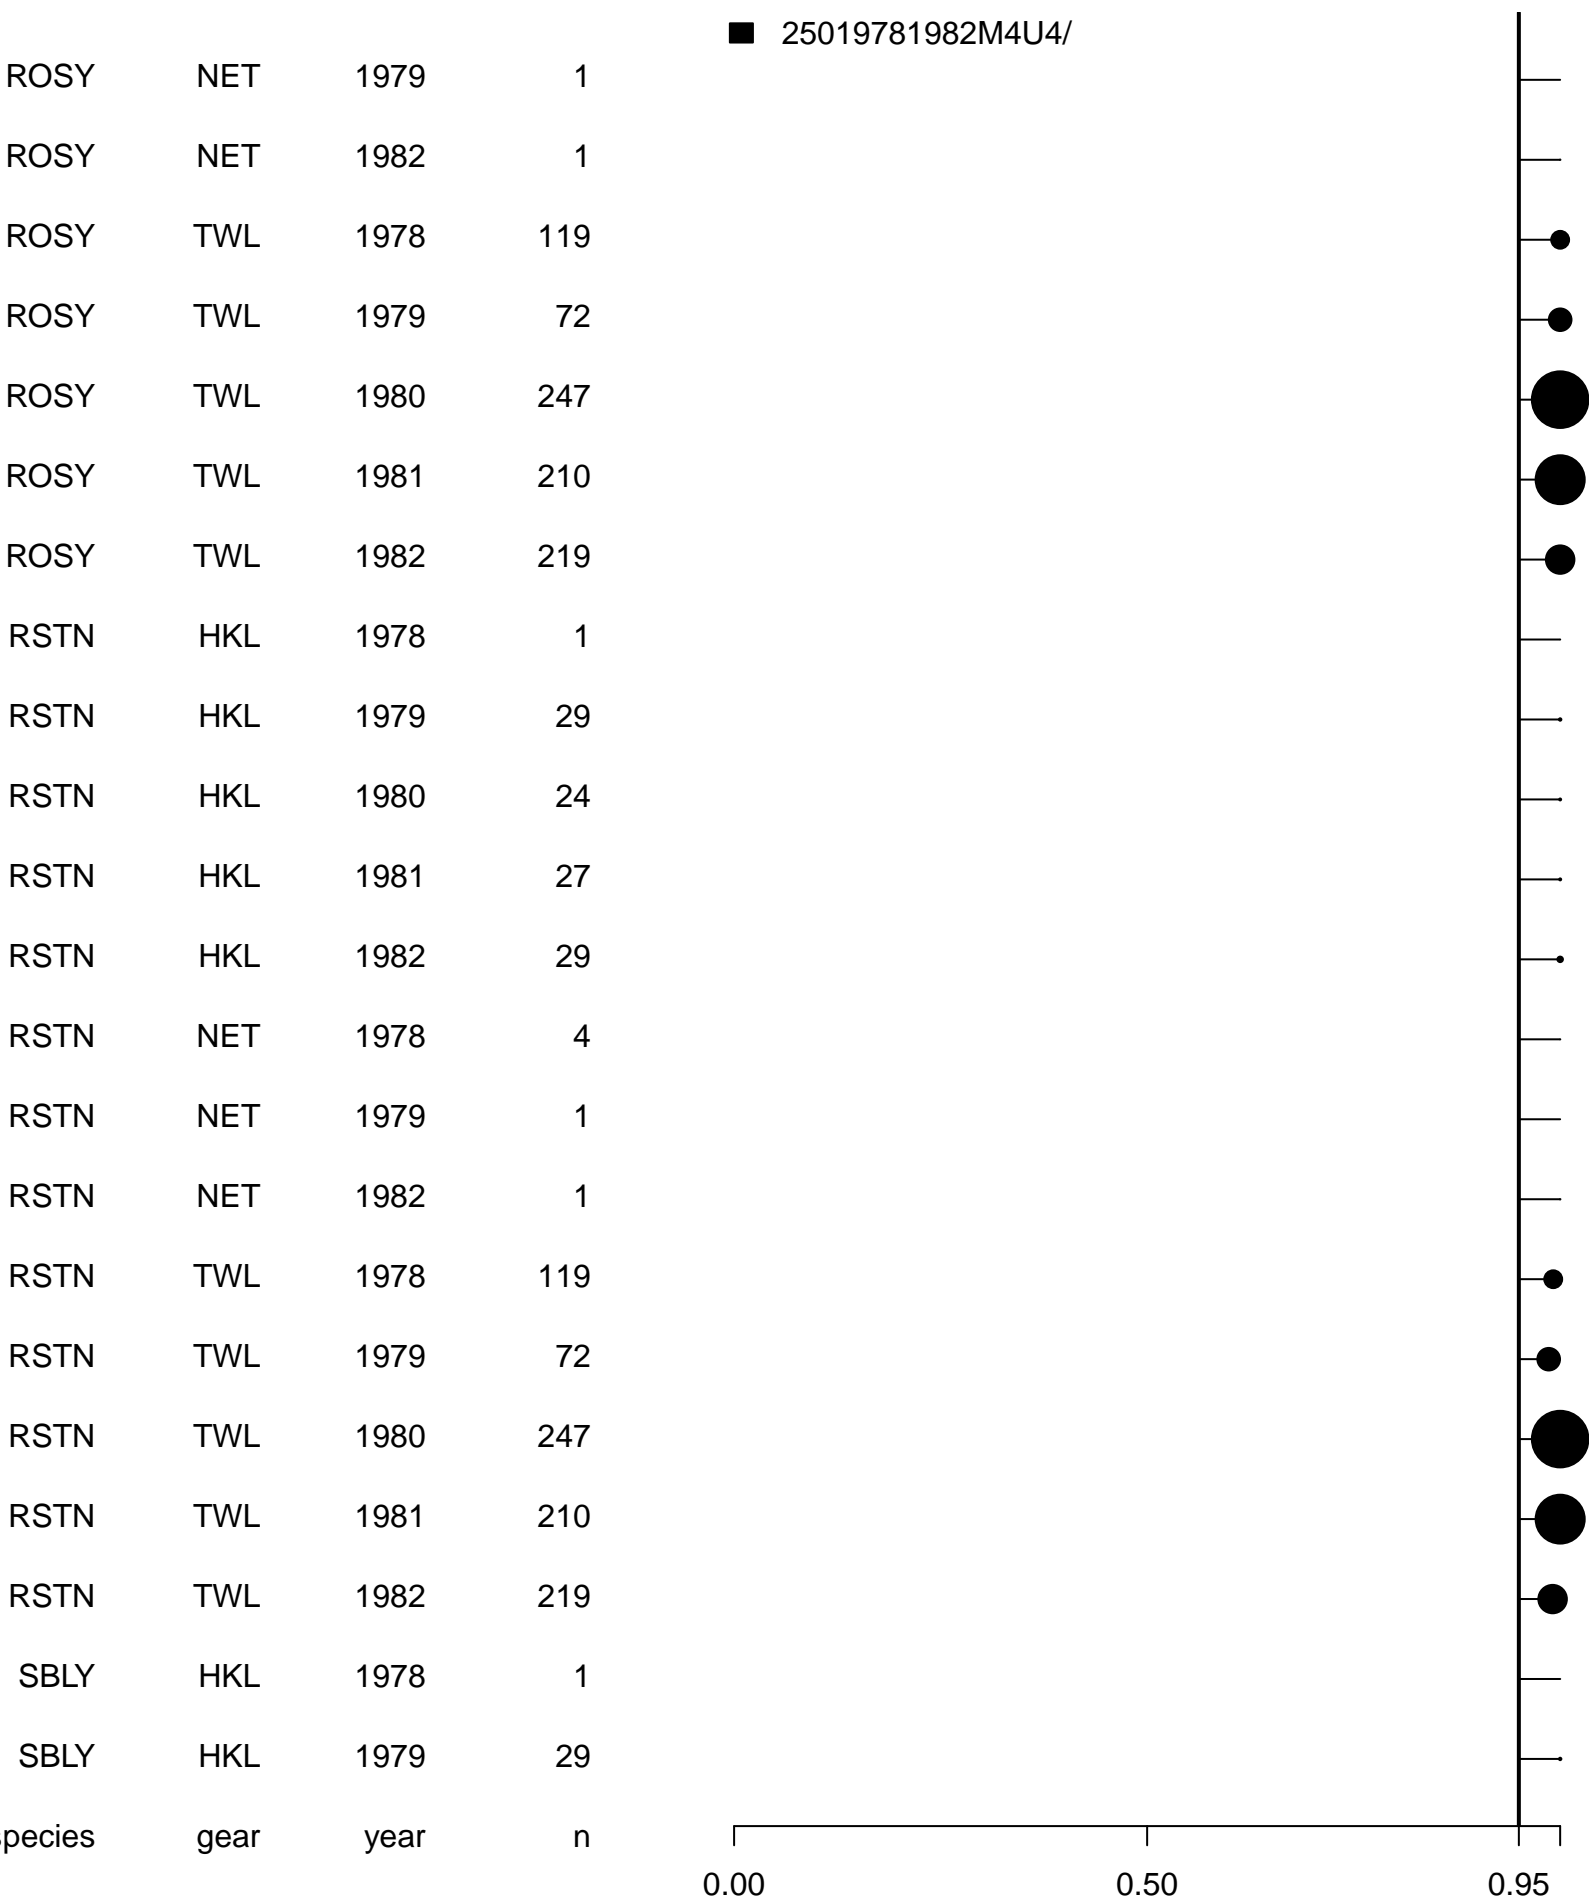 25019781982M4U4/
ROSY NET 1979 1
ROSY NET 1982 1
ROSY TWL 1978 119
ROSY TWL 1979 72
ROSY TWL 1980 247
ROSY TWL 1981 210
ROSY TWL 1982 219
RSTN HKL 1978 1
RSTN HKL 1979 29
RSTN HKL 1980 24
RSTN HKL 1981 27
RSTN HKL 1982 29
RSTN NET 1978 4
RSTN NET 1979 1
RSTN NET 1982 1
RSTN TWL 1978 119
RSTN TWL 1979 72
RSTN TWL 1980 247
RSTN TWL 1981 210
RSTN TWL 1982 219
SBLY HKL 1978 1
SBLY HKL 1979 29
pecies gear year n
0.00 0.50 0.95